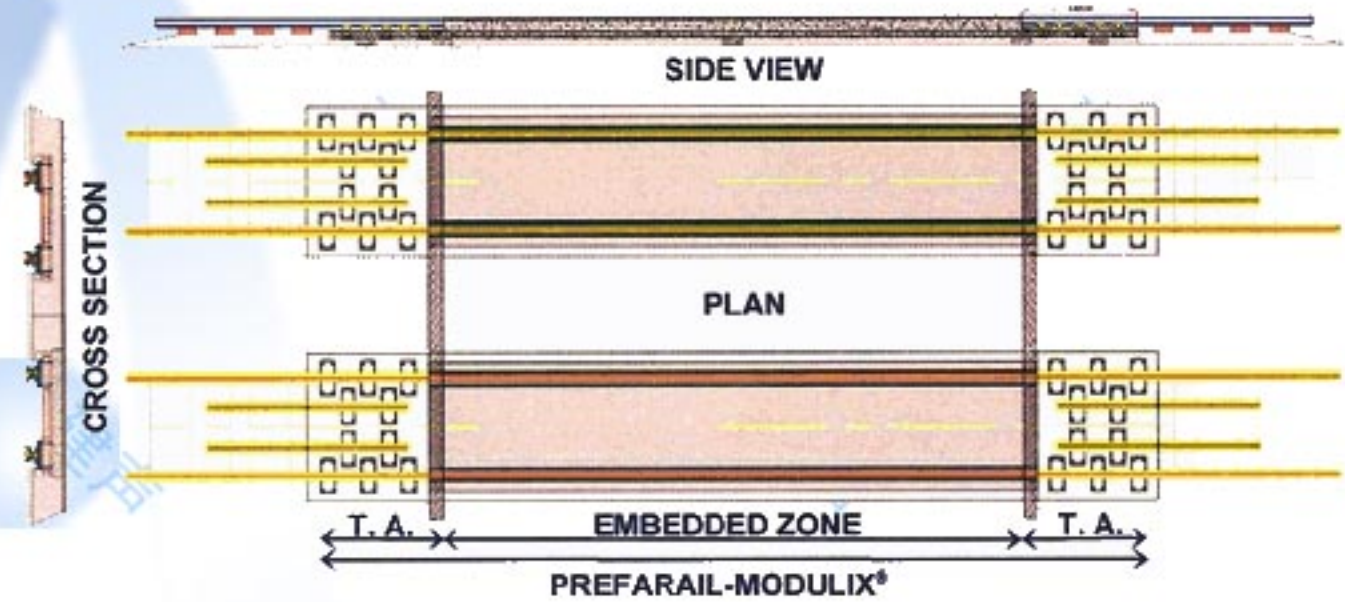 SIDE VIEW
CROSS SECTION
PLAN
T. A.
EMBEDDED ZONE
T. A.
PREFARAIL-MODULIX®